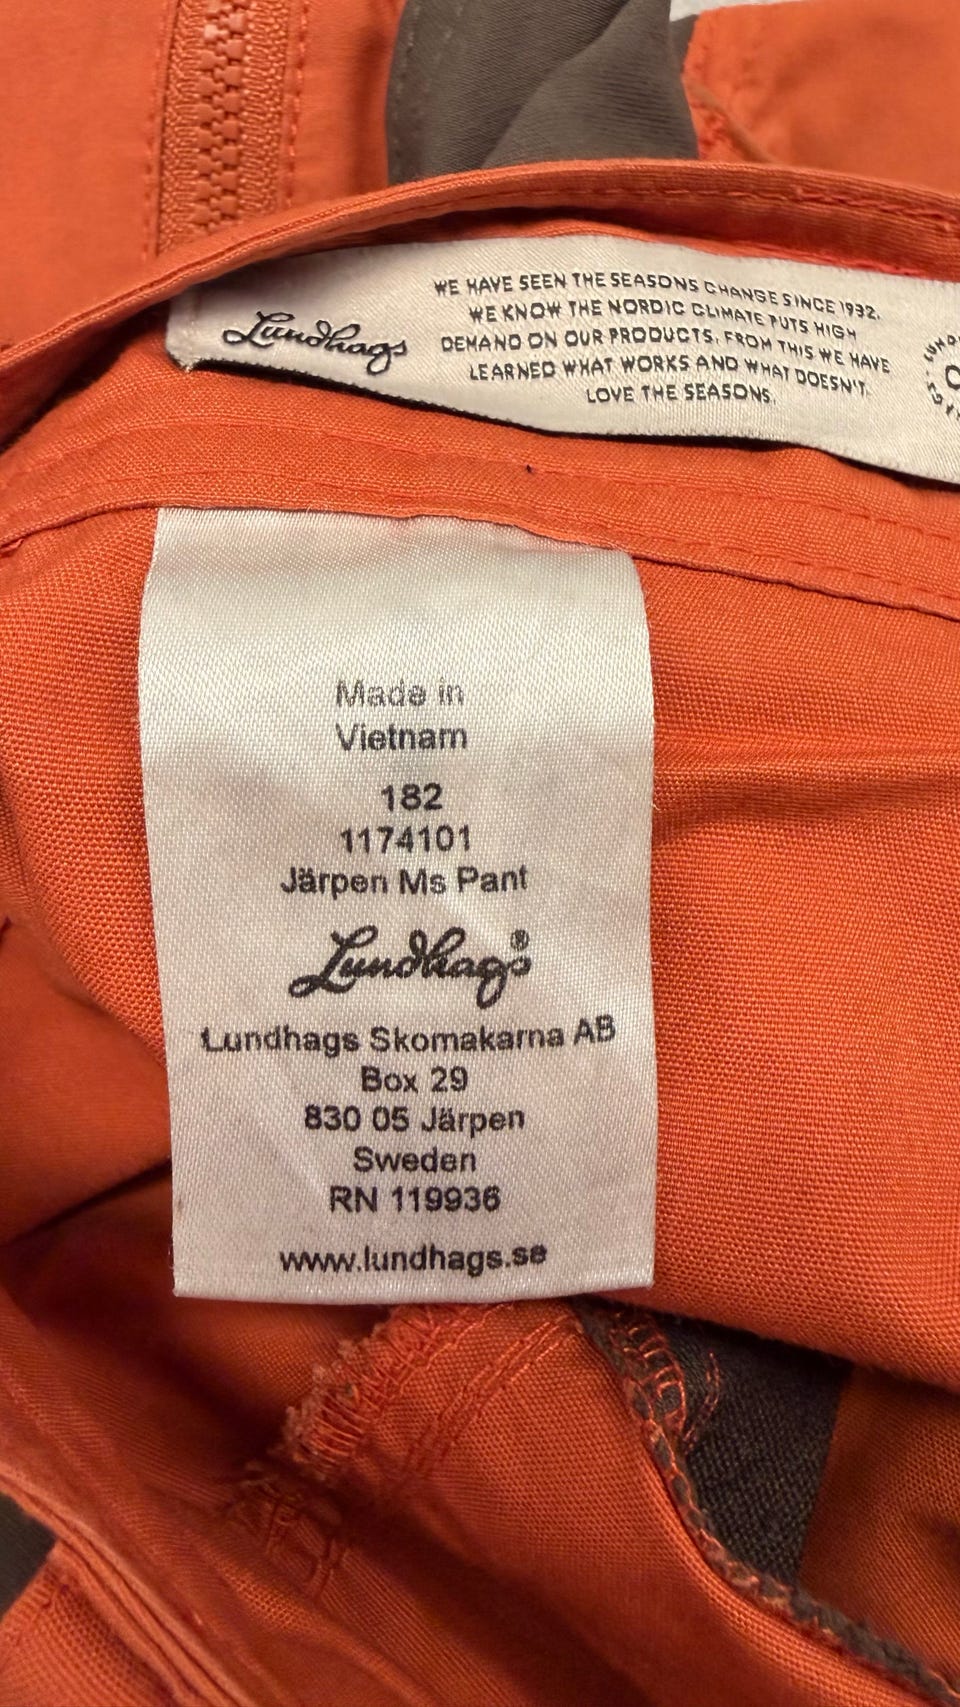 Lundhags
WE HAVE SEEN THE SEASONS CHANGE SINCE 1932.
WE KNOW THE NORDIC CLIMATE PUTS HIGH
DEMAND ON OUR PRODUCTS. FROM THIS WE HAVE
LEARNED WHAT WORKS AND WHAT DOESN'T.
LOVE THE SEASONS.
Made in
Vietnam
182
1174101
Järpen Ms Pant
Lundhags®
Lundhags Skomakarna AB
Box 29
830 05 Järpen
Sweden
RN 119936
www.lundhags.se